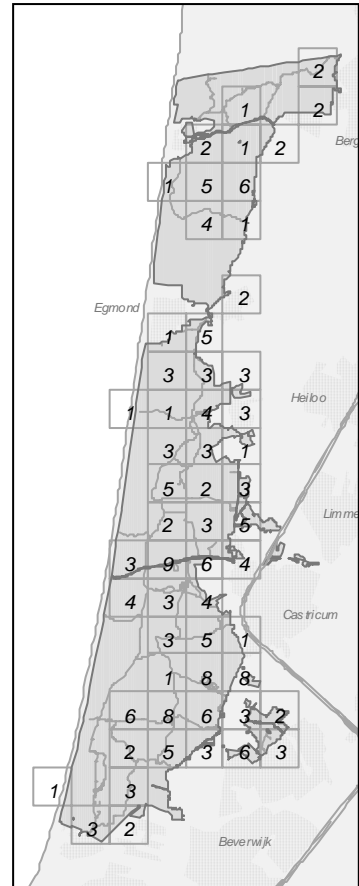 2
1 2
2 1 2
Berg
1 5 6
4 1
2
Egmond
1 5
3 3 3
Heiloo
1 1 4 3
3 3 1
5 2 3
2 3 5
Limme
3 9 6 4
4 3 4
Castricum
3 5 1
1 8 8
6 8 6 3 2
2 5 3 6 3
1 3
3 2
Beverwijk